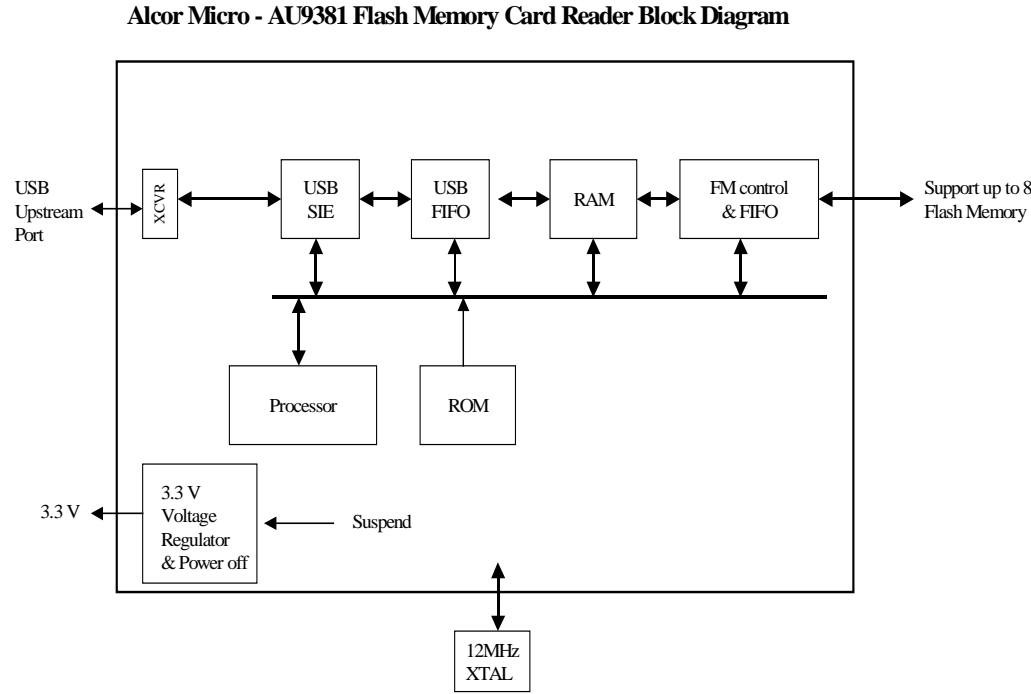 Alcor Micro - AU9381 Flash Memory Card Reader Block Diagram
USB
Upstream
Port
XCVR
USB
SIE
USB
FIFO
RAM
FM control
& FIFO
Support up to 8
Flash Memory
Processor
ROM
3.3 V
3.3 V
Voltage
Regulator
& Power off
Suspend
12MHz
XTAL